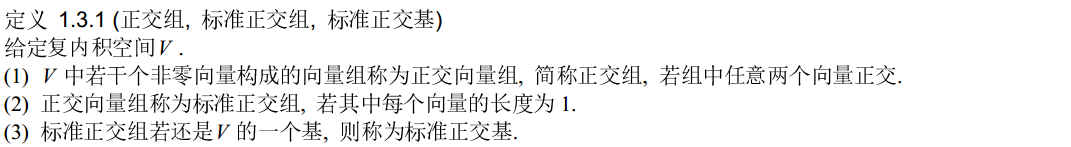 定义 1.3.1 (正交组, 标准正交组, 标准正交基)
给定复内积空间V .
(1) V 中若干个非零向量构成的向量组称为正交向量组, 简称正交组, 若组中任意两个向量正交.
(2) 正交向量组称为标准正交组, 若其中每个向量的长度为 1.
(3) 标准正交组若还是V 的一个基, 则称为标准正交基.